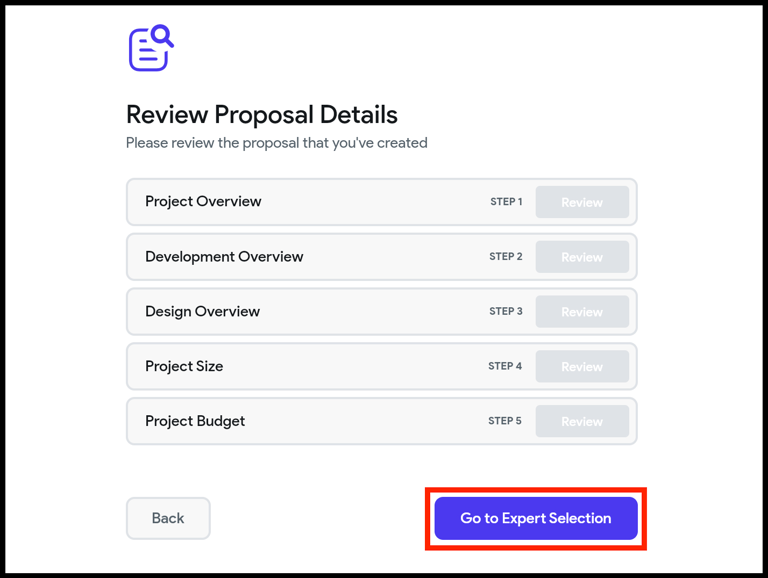 Review Proposal Details
Please review the proposal that you've created
Project Overview STEP 1 Review
Development Overview STEP 2 Review
Design Overview STEP 3 Review
Project Size STEP 4 Review
Project Budget STEP 5 Review
Back Go to Expert Selection